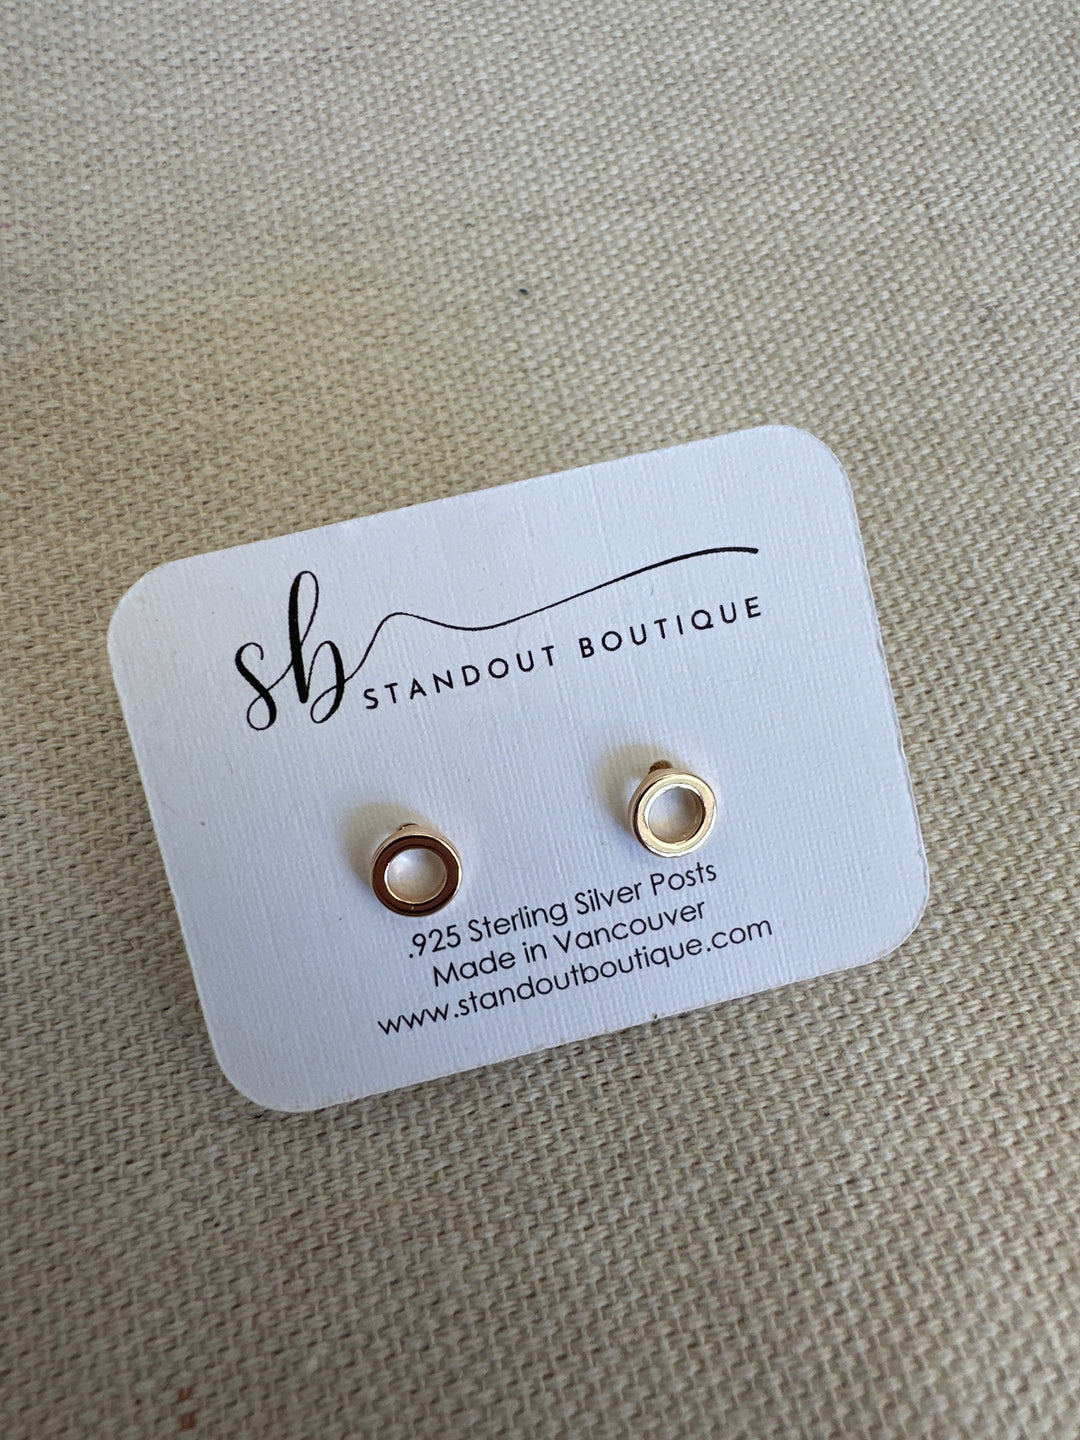 sb
STANDOUT BOUTIQUE
.925 Sterling Silver Posts
Made in Vancouver
www.standoutboutique.com